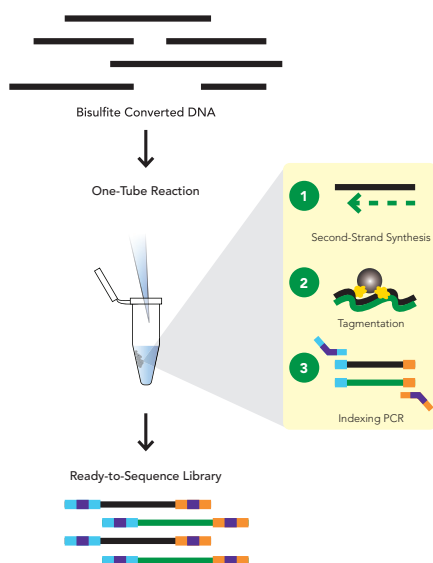 Bisulfite Converted DNA
One-Tube Reaction
1
Second-Strand Synthesis
2
Tagmentation
3
Indexing PCR
Ready-to-Sequence Library